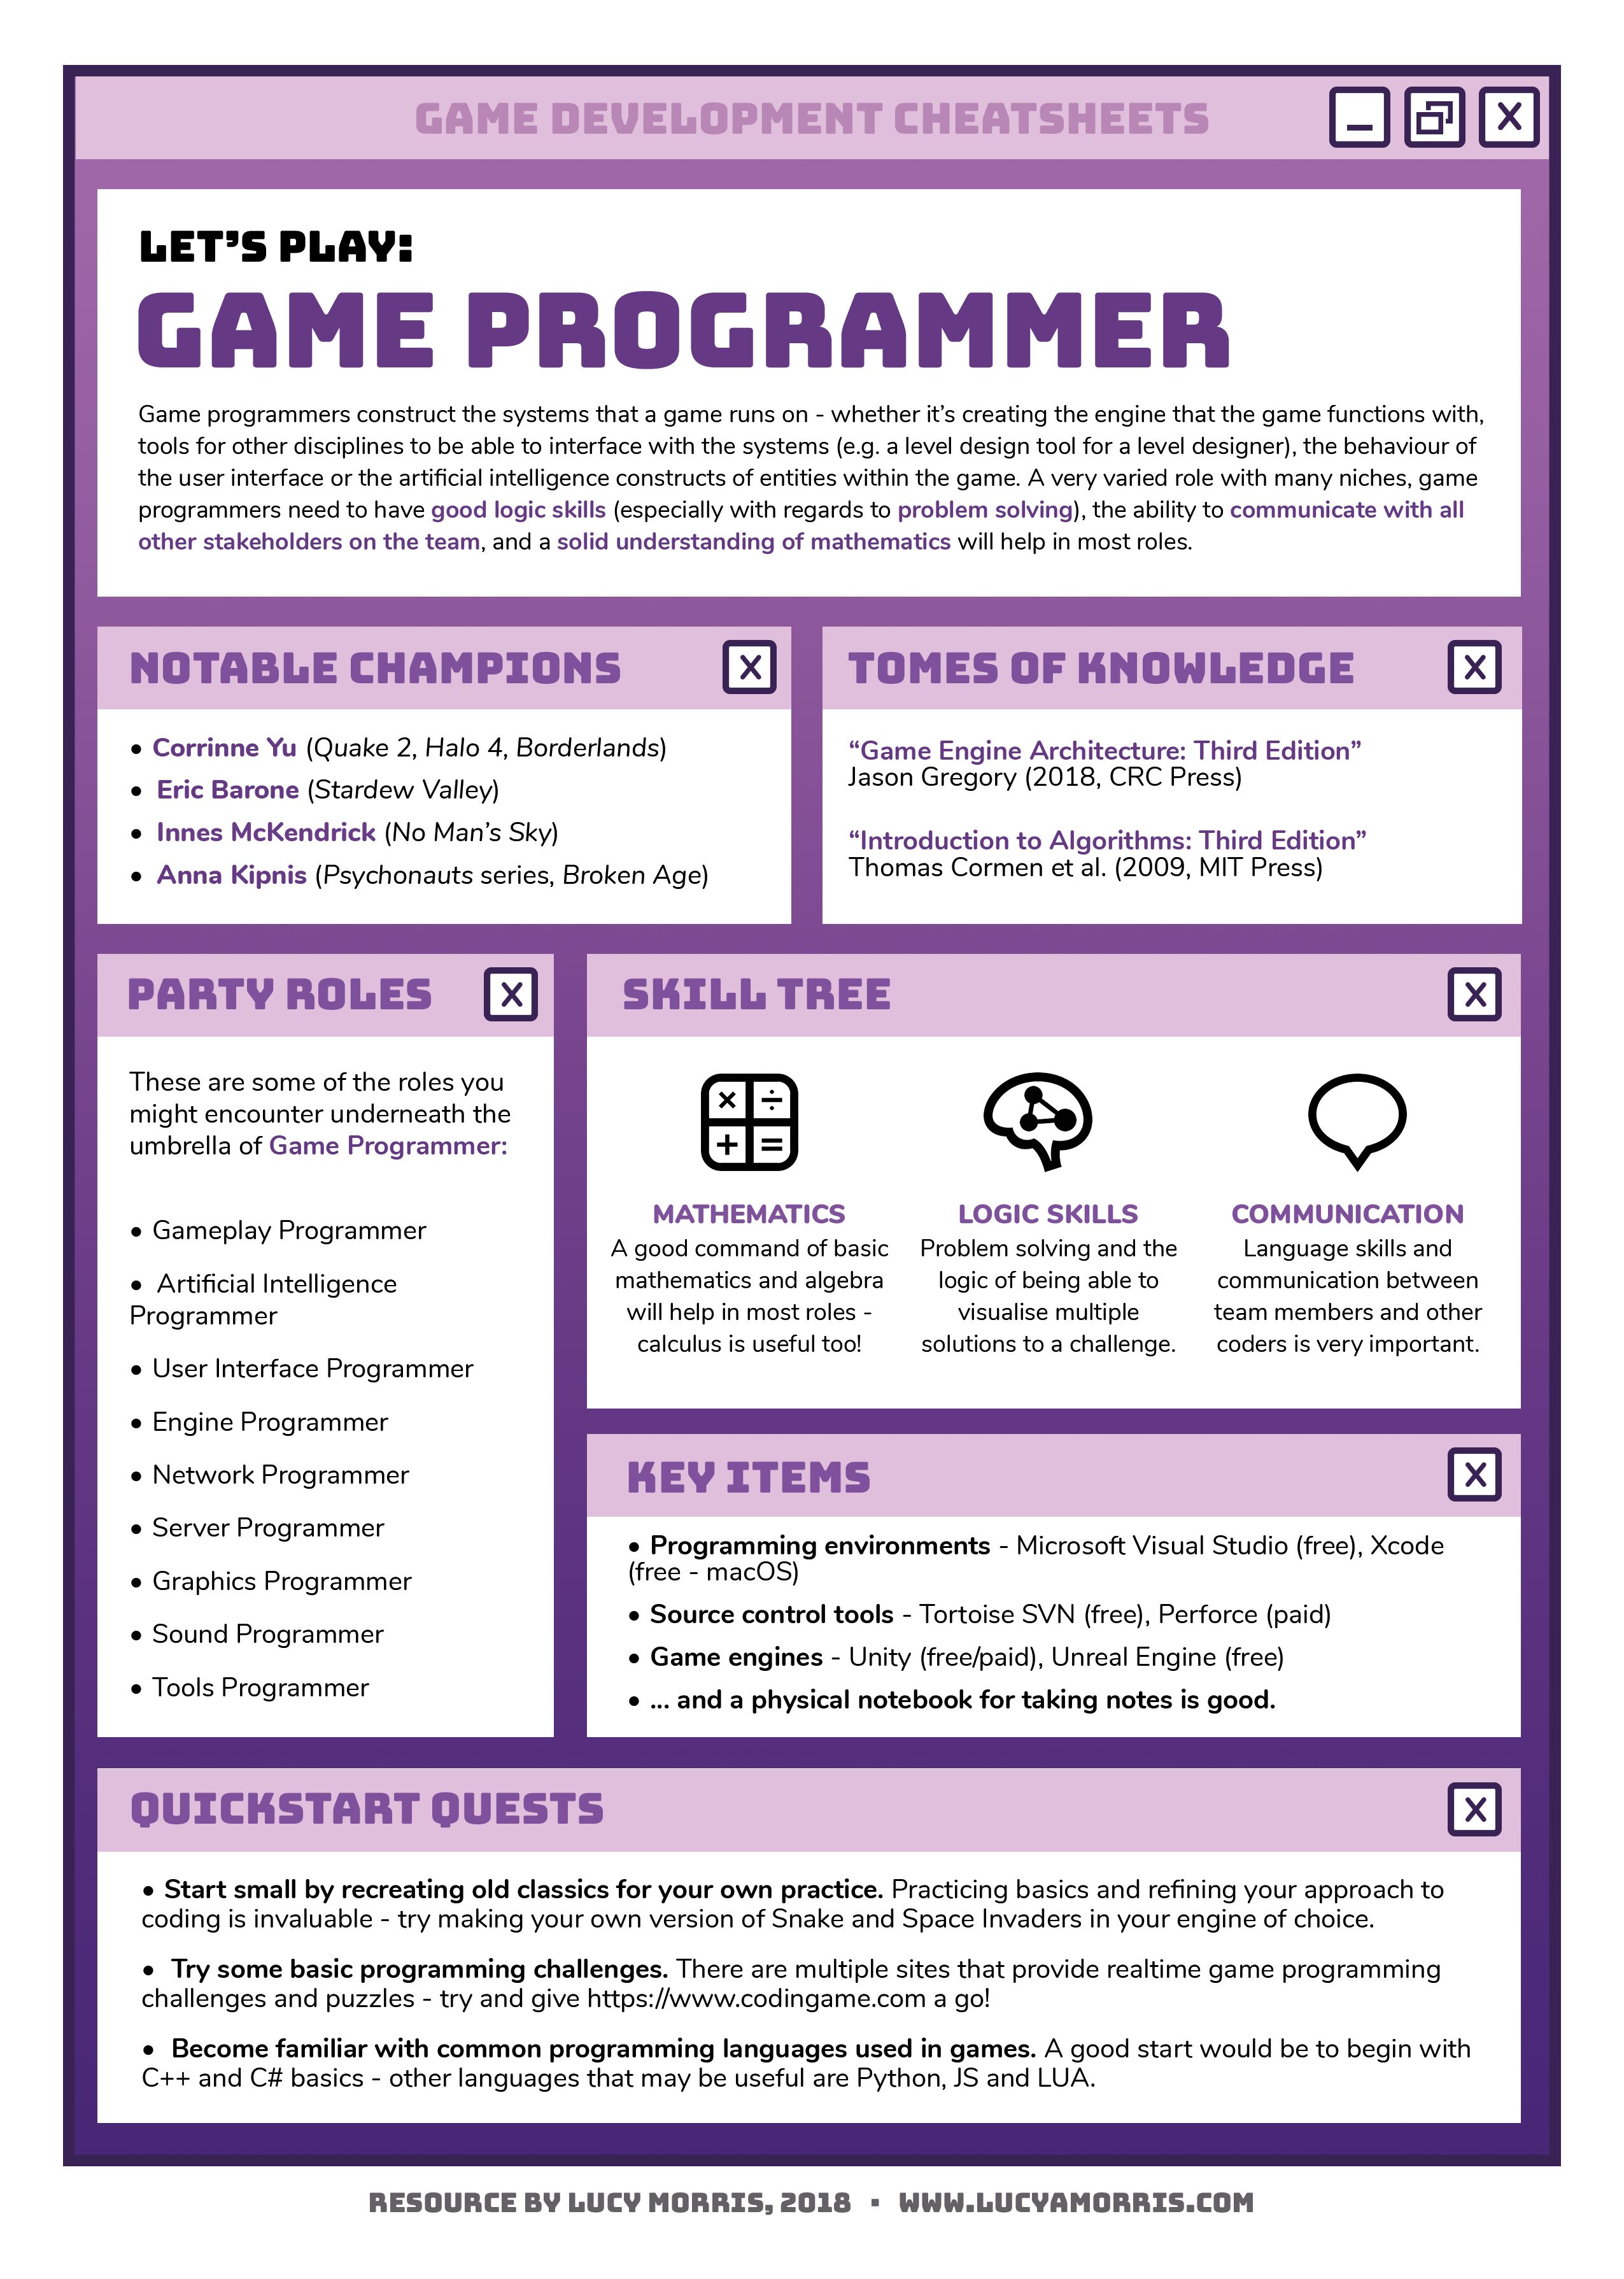 GAME DEVELOPMENT CHEATSHEETS
LET'S PLAY:
GAME PROGRAMMER
Game programmers construct the systems that a game runs on - whether it's creating the engine that the game functions with,
tools for other disciplines to be able to interface with the systems (e.g. a level design tool for a level designer), the behaviour of
the user interface or the artificial intelligence constructs of entities within the game. A very varied role with many niches, game
programmers need to have good logic skills (especially with regards to problem solving), the ability to communicate with all
other stakeholders on the team, and a solid understanding of mathematics will help in most roles.
NOTABLE CHAMPIONS
• Corrinne Yu (Quake 2, Halo 4, Borderlands)
• Eric Barone (Stardew Valley)
• Innes McKendrick (No Man's Sky)
• Anna Kipnis (Psychonauts series, Broken Age)
TOMES OF KNOWLEDGE
“Game Engine Architecture: Third Edition”
Jason Gregory (2018, CRC Press)
“Introduction to Algorithms: Third Edition”
Thomas Cormen et al. (2009, MIT Press)
PARTY ROLES
These are some of the roles you
might encounter underneath the
umbrella of Game Programmer:
• Gameplay Programmer
• Artificial Intelligence
Programmer
• User Interface Programmer
• Engine Programmer
• Network Programmer
• Server Programmer
• Graphics Programmer
• Sound Programmer
• Tools Programmer
SKILL TREE
MATHEMATICS
A good command of basic
mathematics and algebra
will help in most roles -
calculus is useful too!
LOGIC SKILLS
Problem solving and the
logic of being able to
visualise multiple
solutions to a challenge.
COMMUNICATION
Language skills and
communication between
team members and other
coders is very important.
KEY ITEMS
• Programming environments - Microsoft Visual Studio (free), Xcode
(free - macOS)
• Source control tools - Tortoise SVN (free), Perforce (paid)
• Game engines - Unity (free/paid), Unreal Engine (free)
• ... and a physical notebook for taking notes is good.
QUICKSTART QUESTS
• Start small by recreating old classics for your own practice. Practicing basics and refining your approach to
coding is invaluable - try making your own version of Snake and Space Invaders in your engine of choice.
• Try some basic programming challenges. There are multiple sites that provide realtime game programming
challenges and puzzles - try and give https://www.codingame.com a go!
• Become familiar with common programming languages used in games. A good start would be to begin with
C++ and C# basics - other languages that may be useful are Python, JS and LUA.
RESOURCE BY LUCY MORRIS, 2018 · WWW.LUCYAMORRIS.COM